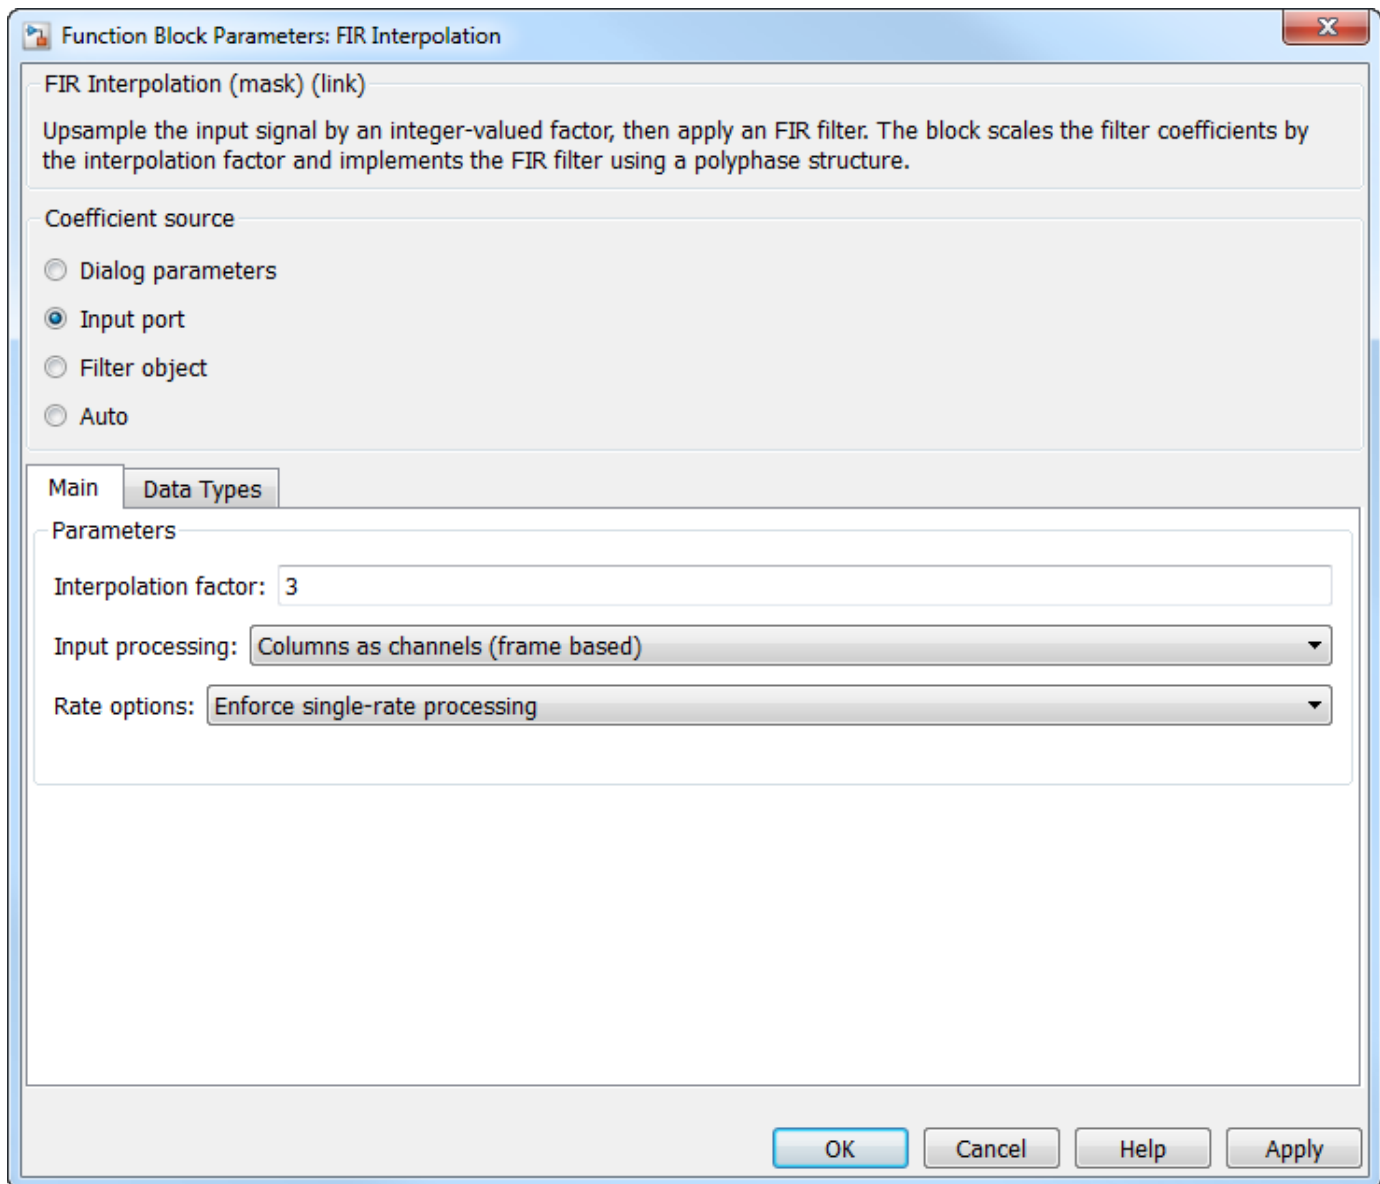 Function Block Parameters: FIR Interpolation
FIR Interpolation (mask) (link)
Upsample the input signal by an integer-valued factor, then apply an FIR filter. The block scales the filter coefficients by
the interpolation factor and implements the FIR filter using a polyphase structure.
Coefficient source
Dialog parameters
Input port
Filter object
Auto
Main Data Types
Parameters
Interpolation factor: 3
Input processing: Columns as channels (frame based)
Rate options: Enforce single-rate processing
OK Cancel Help Apply